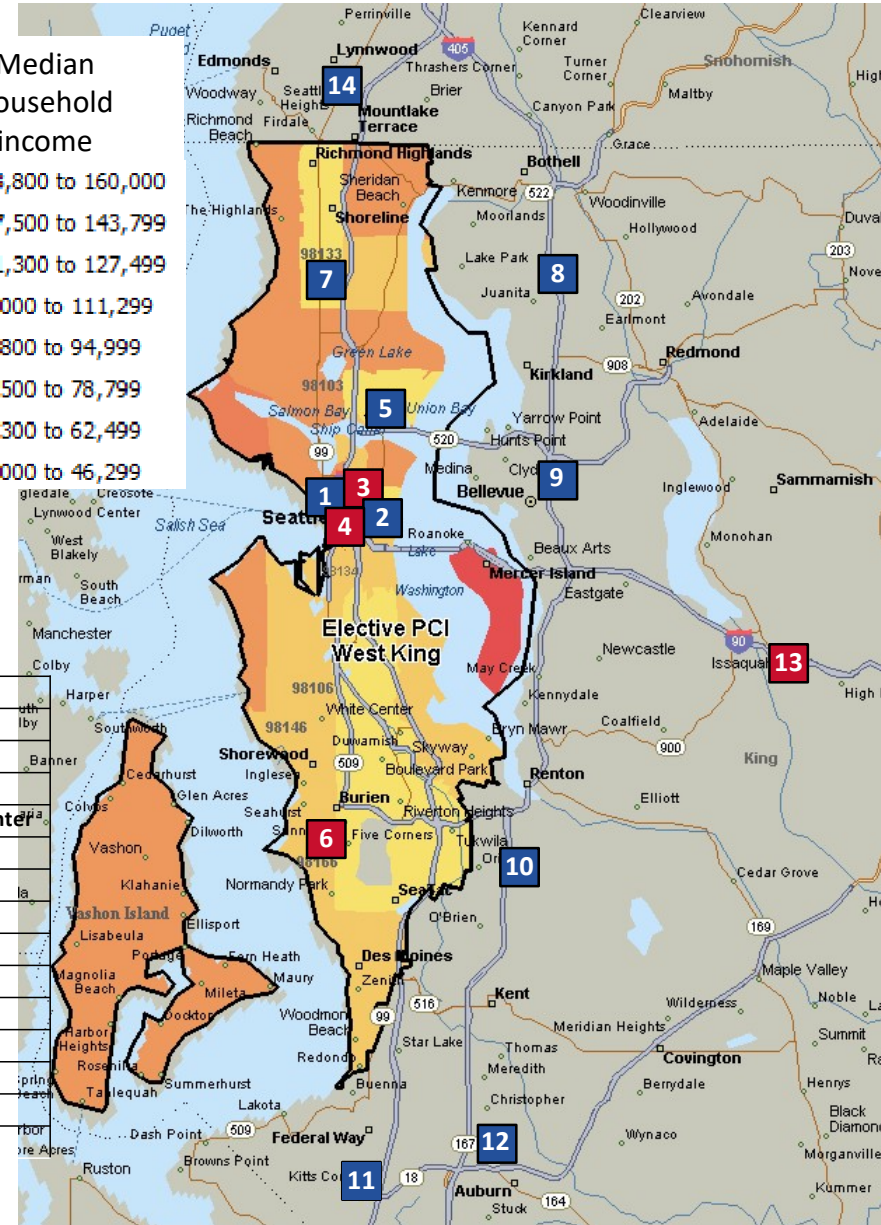 Median
ousehold
income
,800 to 160,000
,500 to 143,799
,300 to 127,499
000 to 111,299
800 to 94,999
500 to 78,799
300 to 62,499
000 to 46,299
Perrinville
Clearview
Puget
Kennard
Corner
Lynnwood
405
Edmonds
Thrashers Corner
Turner
Corner
Snohomish
14
Woodway
Seattle
Heights
Brier
Maltby
Mountlake
Terrace
Canyon Park
Richmond
Beach
Firdale
Grace
Richmond Highlands
Bothell
Sheridan
Beach
Kenmore
522
Woodinville
The Highlands
Shoreline
Moorlands
Hollywood
98133
Lake Park
203
7
8
Juanita
202
Avondale
Earlmont
Green Lake
Redmond
Kirkland
908
98103
5
Union Bay
Salmon Bay
Yarrow Point
Adelaide
Ship Canal
520
Hunts Point
99
Medina
1
3
9
Bellevue
Inglewood
Sammamish
Creosote
Lynwood Center
Salish Sea
Seattle
4
2
Roanoke
West
Blakely
Lake
Beaux Arts
Monohan
98134
Mercer Island
South
Beach
Washington
Eastgate
Manchester
Elective PCI
West King
90
13
Newcastle
Issaquah
Colby
May Creek
High
Harper
98106
Kennydale
White Center
Coalfield
Southworth
98146
Bryn Mawr
Duwamish
Skyway
900
King
Banner
Shorewood
509
Boulevard Park
Cedarhurst
Inglesea
Renton
Colvos
Glen Acres
Burien
Elliott
Seahurst
Riverton Heights
Dilworth
6
Five Corners
Tukwila
Vashon
98166
10
Klahanie
Normandy Park
SeaTac
Cedar Grove
Vashon Island
Ellisport
O'Brien
169
Lisabeula
Portage
Fern Heath
Des Moines
Magnolia
Beach
Maury
Zenith
Maple Valley
Mileta
516
Kent
Dockton
Woodmont
Beach
99
Wilderness
Noble
Harbor
Heights
Meridian Heights
Summit
Star Lake
Thomas
Covington
Rosehilla
Redondo
Meredith
Tahlequah
Summerhurst
Buenna
Berrydale
Henrys
Christopher
Lakota
Black
Diamond
Dash Point
509
Federal Way
167
12
Wynaco
Morganville
Browns Point
Ruston
11
18
Auburn
164
Kummer
Stuck